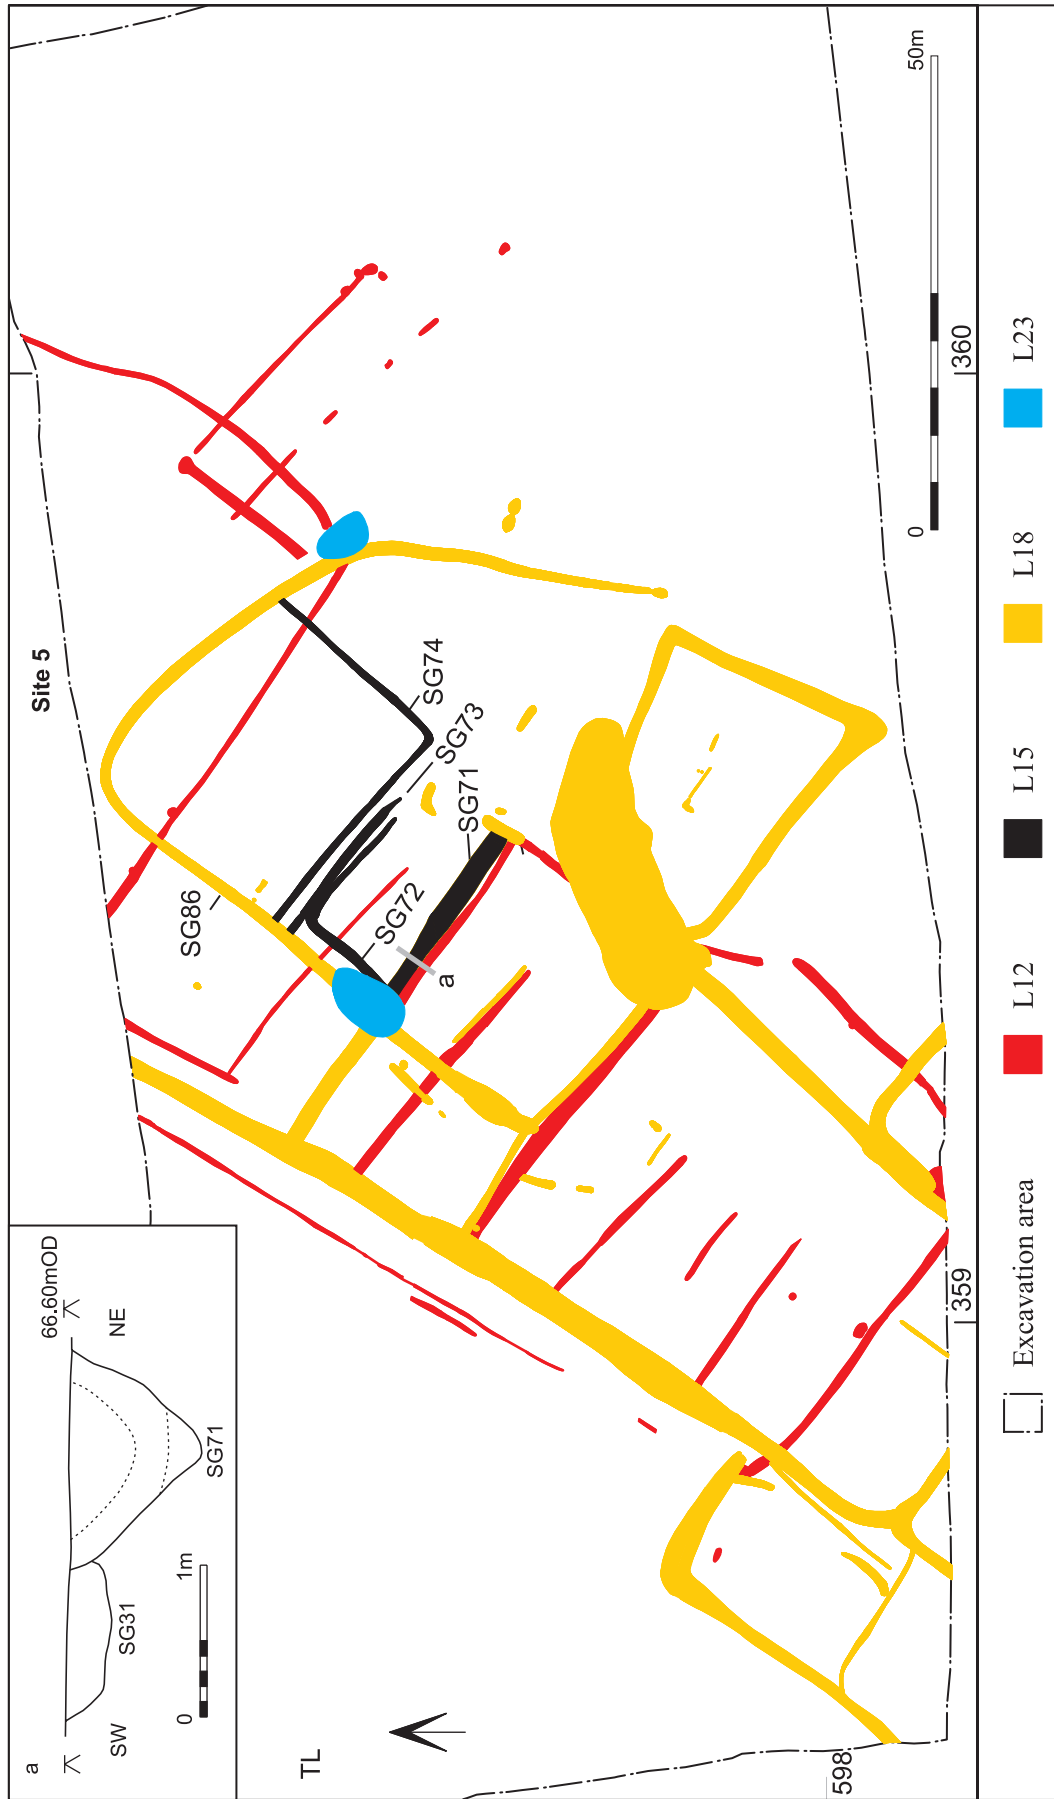 a
66.60mOD
SW
NE
SG31
SG71
0
1m
Site 5
SG86
SG74
SG73
SG71
SG72
a
TL
598
359
360
0
50m
Excavation area
L12
L15
L18
L23